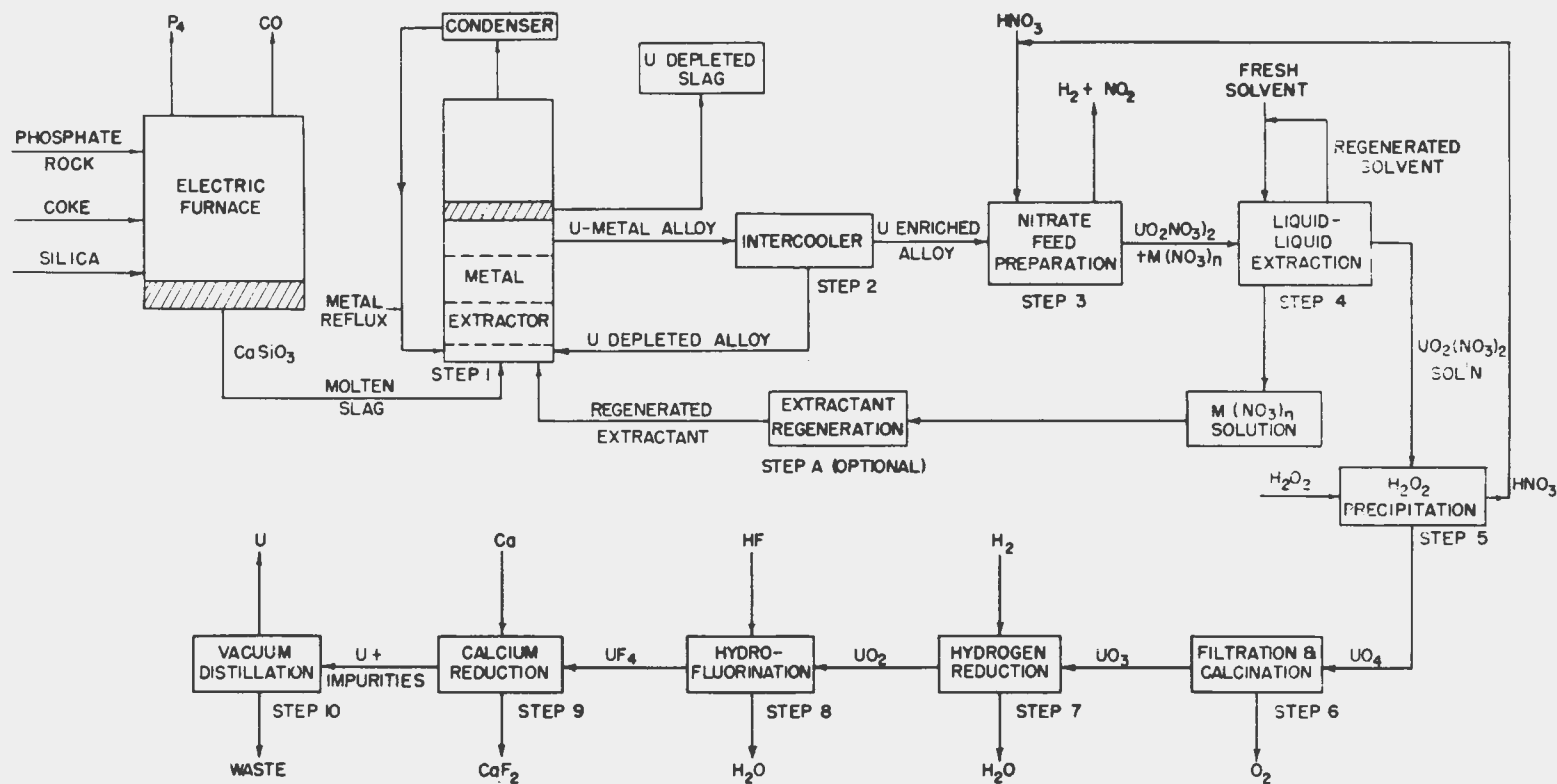 P₄
CO
PHOSPHATE
ROCK
COKE
SILICA
ELECTRIC
FURNACE
CaSiO₃
MOLTEN
SLAG
CONDENSER
METAL
REFLUX
METAL
EXTRACTOR
STEP 1
U DEPLETED
SLAG
U-METAL ALLOY
INTERCOOLER
STEP 2
U DEPLETED ALLOY
U ENRICHED
ALLOY
HNO₃
H₂ + NO₂
NITRATE
FEED
PREPARATION
STEP 3
UO₂NO₃)₂
+M(NO₃)n
FRESH
SOLVENT
REGENERATED
SOLVENT
LIQUID-
LIQUID
EXTRACTION
STEP 4
UO₂(NO₃)₂
SOL'N
M (NO₃)n
SOLUTION
EXTRACTANT
REGENERATION
STEP A (OPTIONAL)
REGENERATED
EXTRACTANT
H₂O₂
H₂O₂
PRECIPITATION
STEP 5
HNO₃
UO₄
FILTRATION &
CALCINATION
STEP 6
O₂
UO₃
H₂
HYDROGEN
REDUCTION
STEP 7
H₂O
UO₂
HF
HYDRO-
FLUORINATION
STEP 8
H₂O
UF₄
Ca
CALCIUM
REDUCTION
STEP 9
CaF₂
U +
IMPURITIES
U
VACUUM
DISTILLATION
STEP 10
WASTE